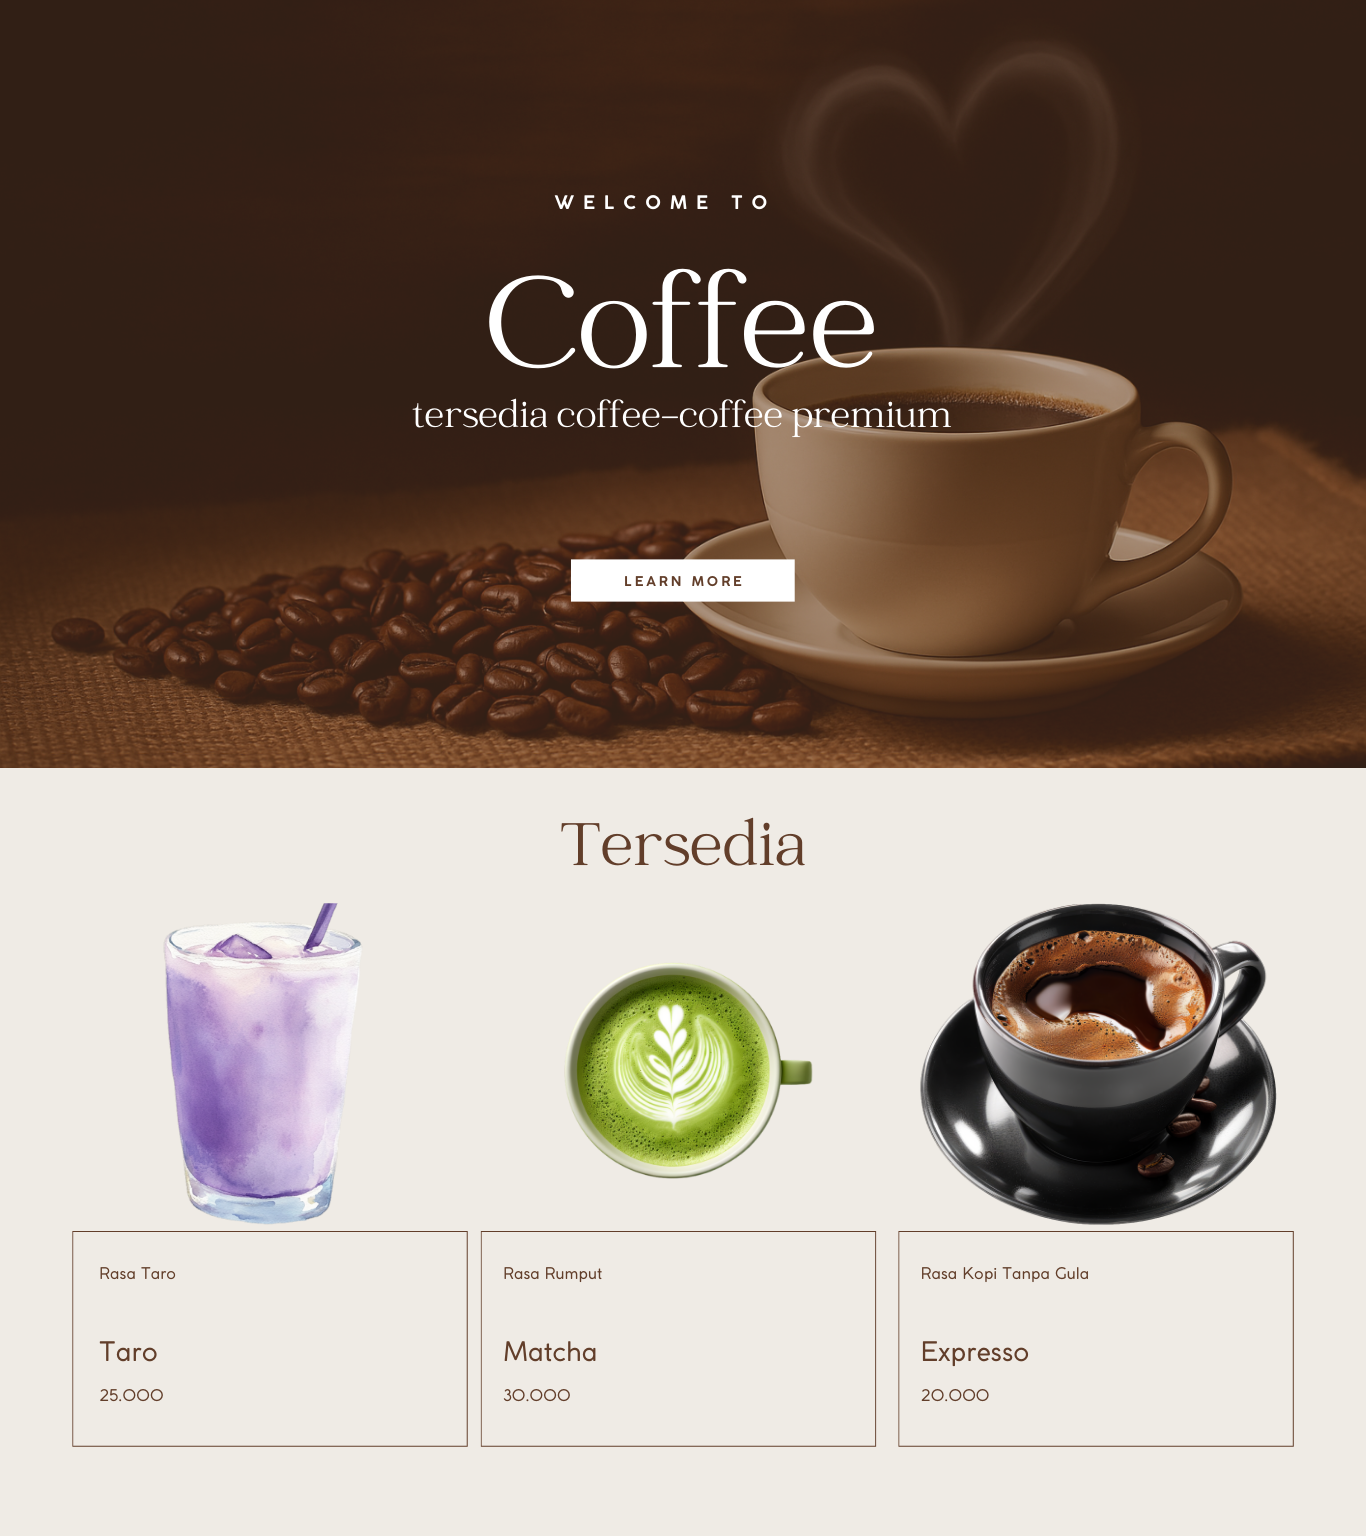 WELCOME TO
Coffee
tersedia coffee-coffee premium
LEARN MORE
Tersedia
Rasa Taro
Taro
25.000
Rasa Rumput
Matcha
30.000
Rasa Kopi Tanpa Gula
Expresso
20.000